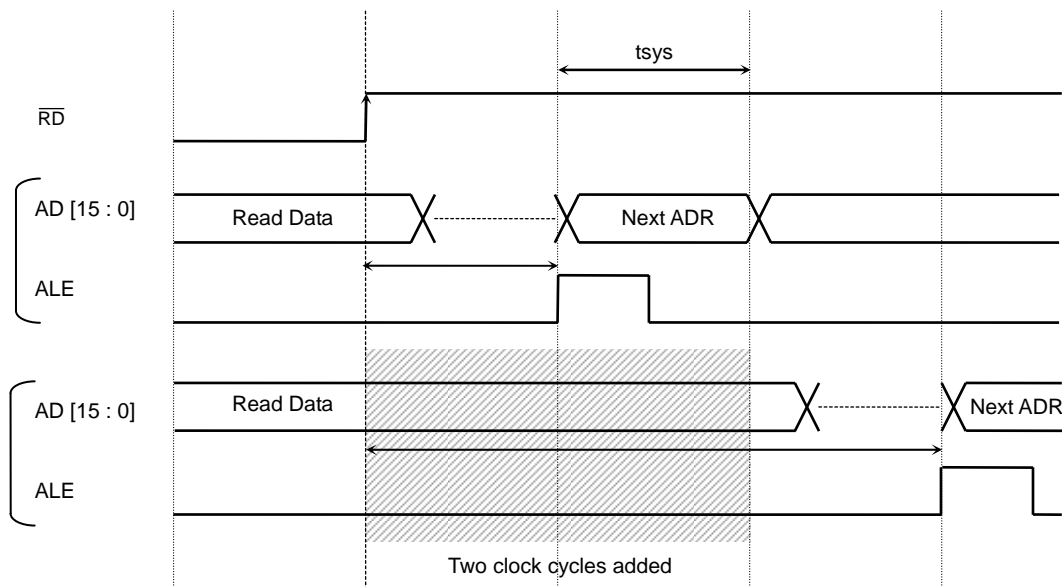 tsys
R̅D̅
AD [15 : 0]
Read Data
Next ADR
ALE
AD [15 : 0]
Read Data
Next ADR
ALE
Two clock cycles added